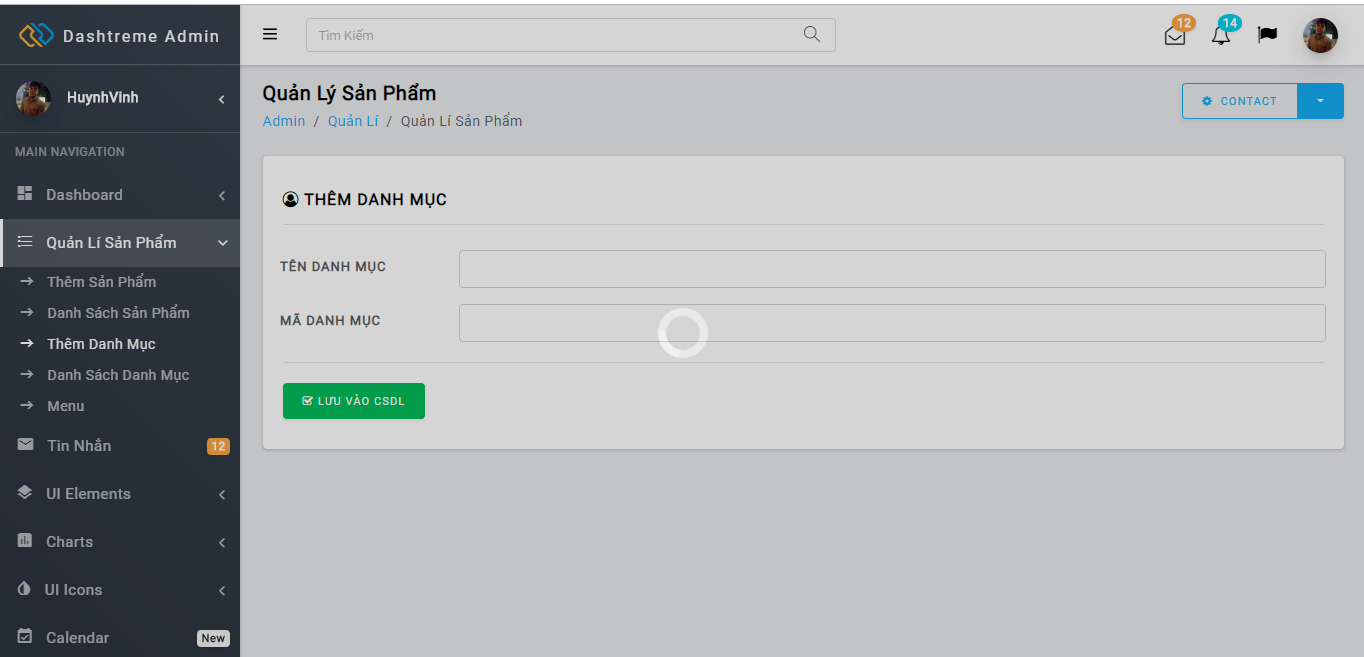 Dashtreme Admin
Tìm Kiếm
12
14
HuynhVinh
Quản Lý Sản Phẩm
Admin / Quản Lí / Quản Lí Sản Phẩm
CONTACT
MAIN NAVIGATION
Dashboard
Quản Lí Sản Phẩm
Thêm Sản Phẩm
Danh Sách Sản Phẩm
Thêm Danh Mục
Danh Sách Danh Mục
Menu
Tin Nhắn 12
UI Elements
Charts
UI Icons
Calendar New
THÊM DANH MỤC
TÊN DANH MỤC
MÃ DANH MỤC
LƯU VÀO CSDL